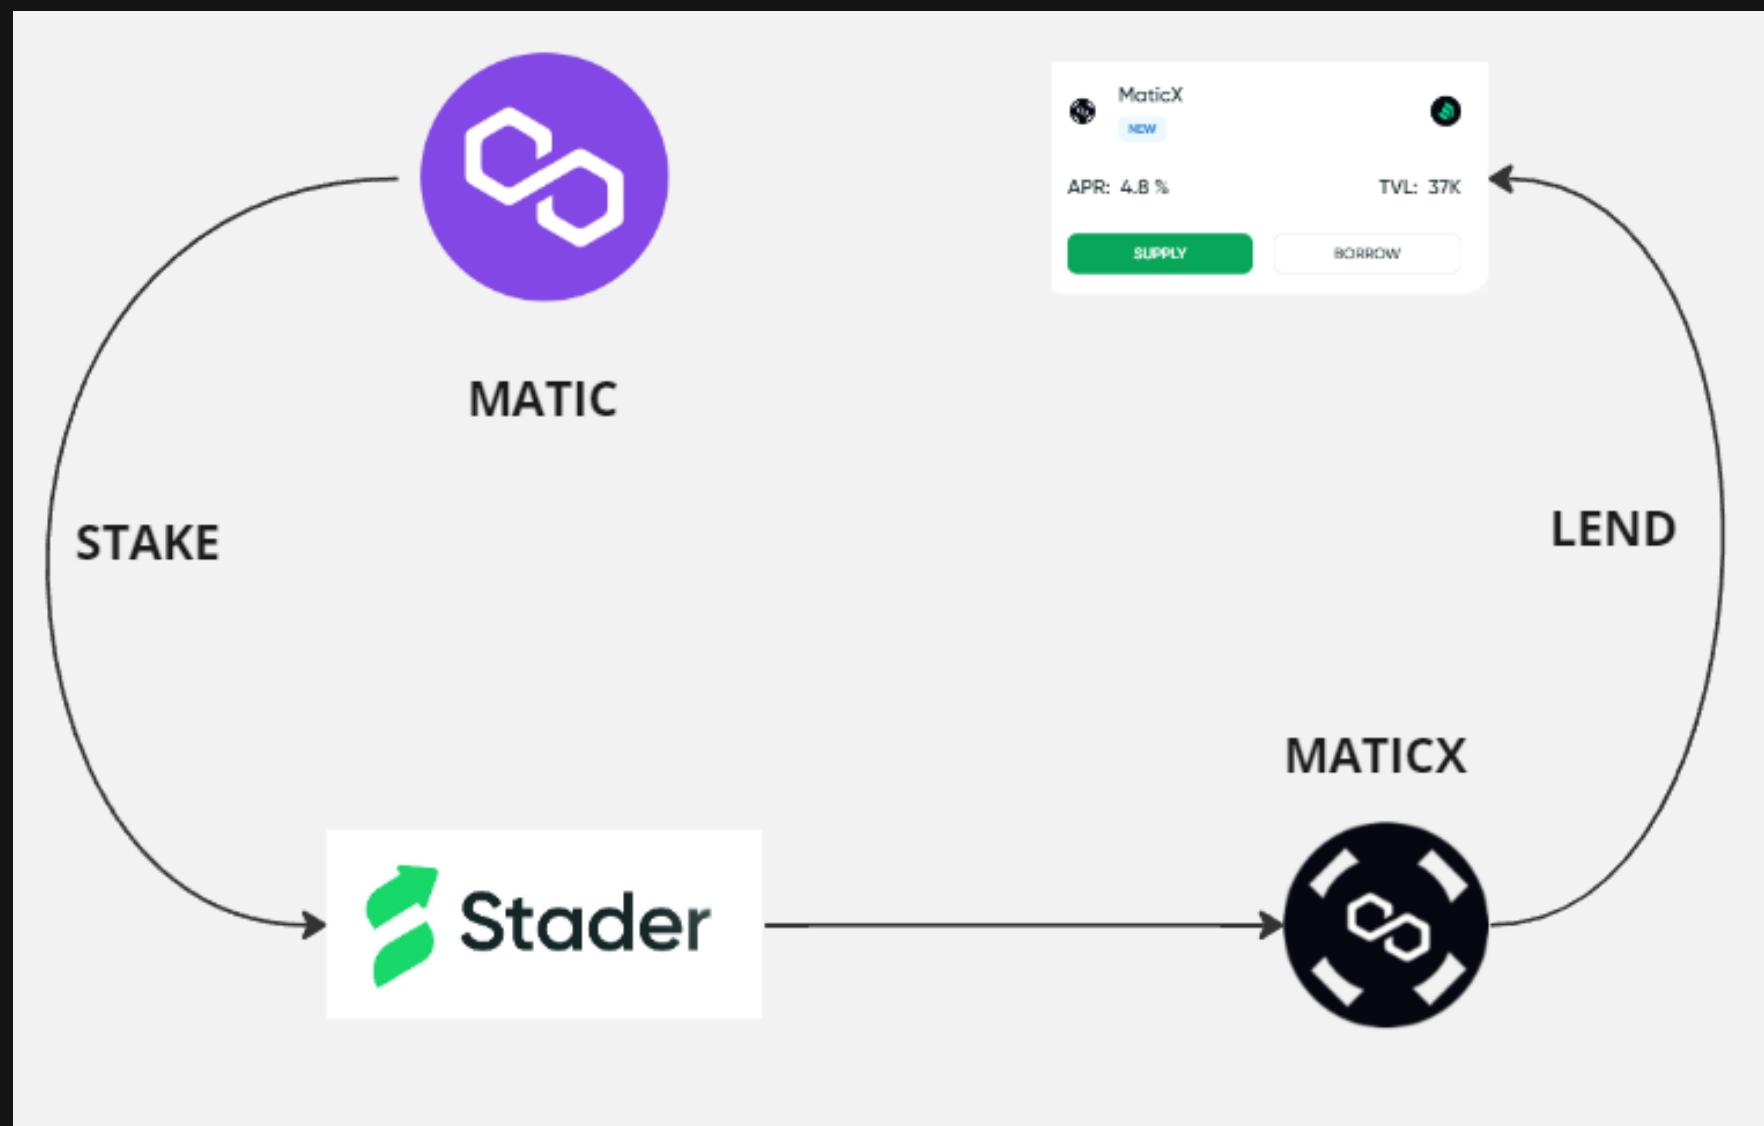 MATIC
STAKE
Stader
MATICX
LEND
MaticX
NEW
APR: 4.8 %
TVL: 37K
SUPPLY
BORROW